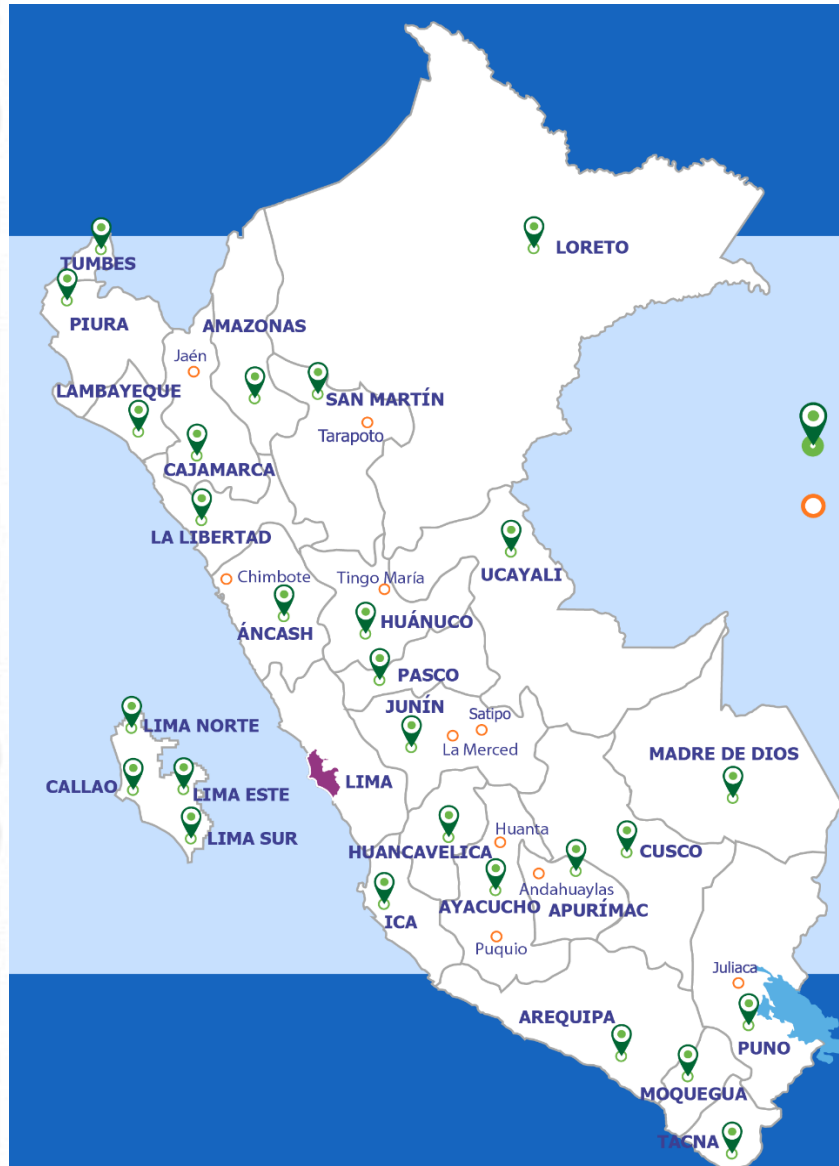 TUMBES
LORETO
PIURA
AMAZONAS
Jaén
LAMBAYEQUE
SAN MARTÍN
Tarapoto
CAJAMARCA
LA LIBERTAD
UCAYALI
Chimbote
Tingo María
ÁNCASH
HUÁNUCO
PASCO
JUNÍN
Satipo
LIMA NORTE
La Merced
MADRE DE DIOS
CALLAO
LIMA ESTE
LIMA
LIMA SUR
Huanta
HUANCAVELICA
CUSCO
Andahuaylas
AYACUCHO
APURÍMAC
ICA
Puquio
Juliaca
AREQUIPA
PUNO
MOQUEGUA
TACNA